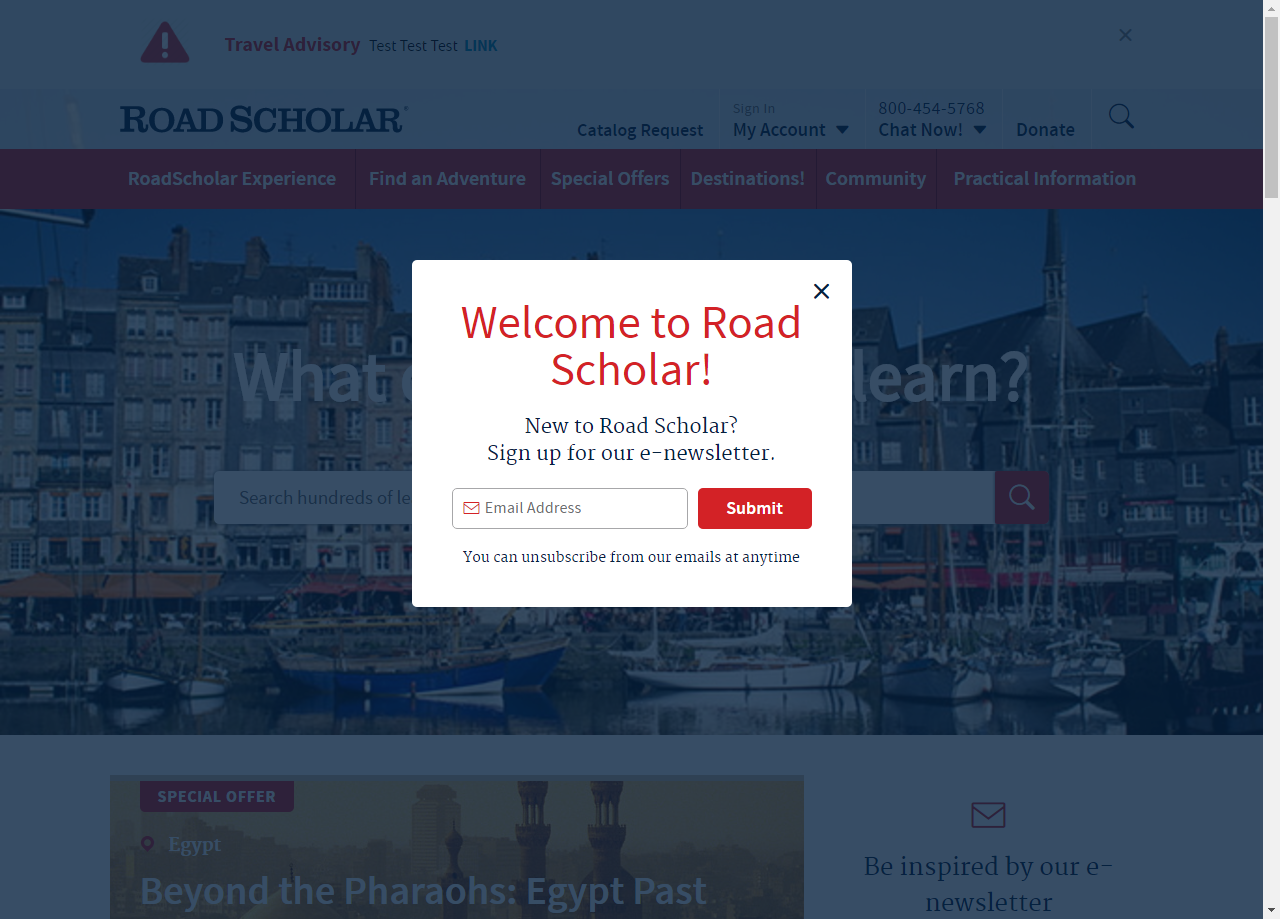 Travel Advisory Test Test Test LINK
ROAD SCHOLAR®
Catalog Request
Sign In
My Account
800-454-5768
Chat Now!
Donate
RoadScholar Experience
Find an Adventure
Special Offers
Destinations!
Community
Practical Information
What learn?
Search hundreds of le
Welcome to Road
Scholar!
New to Road Scholar?
Sign up for our e-newsletter.
Email Address
Submit
You can unsubscribe from our emails at anytime
SPECIAL OFFER
Egypt
Beyond the Pharaohs: Egypt Past
Be inspired by our e-
newsletter